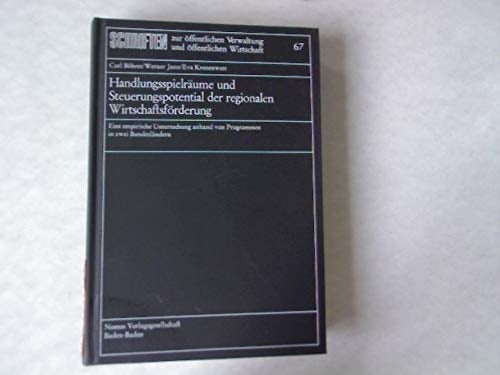 SCHRIFTEN zur öffentlichen Verwaltung
und öffentlichen Wirtschaft 67
Carl Böhret/Werner Jann/Eva Kronenwett
Handlungsspielräume und
Steuerungspotential der regionalen
Wirtschaftsförderung
Eine empirische Untersuchung anhand von Programmen
in zwei Bundesländern
Nomos Verlagsgesellschaft
Baden-Baden